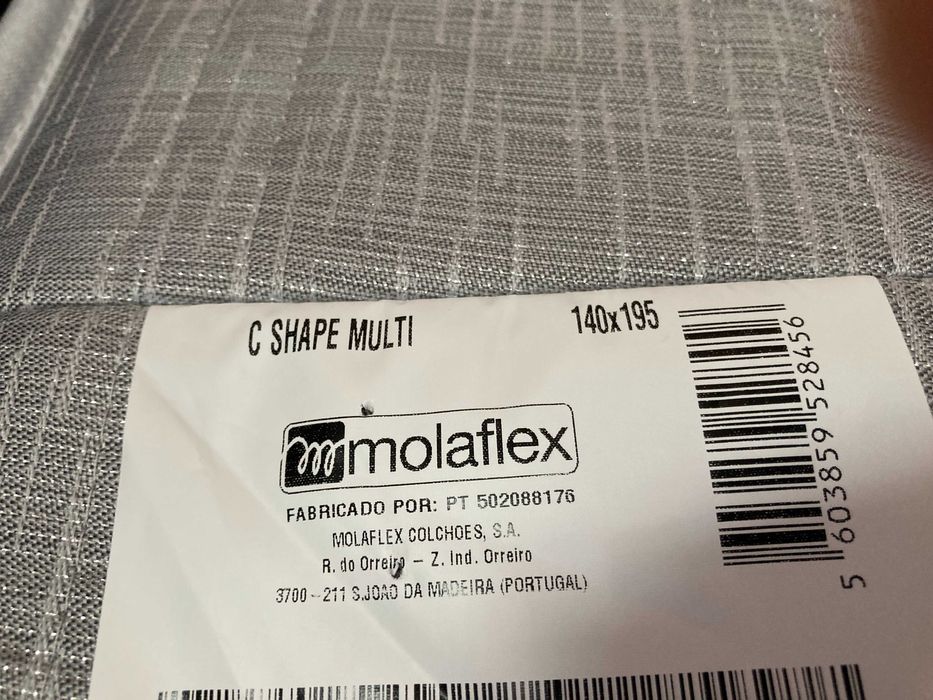 C SHAPE MULTI 140x195
molaflex
FABRICADO POR: PT 502088176
MOLAFLEX COLCHOES, S.A.
R. do Orreiro – Z. Ind. Orreiro
3700-211 S.JOAO DA MADEIRA (PORTUGAL)
5 603859 528456